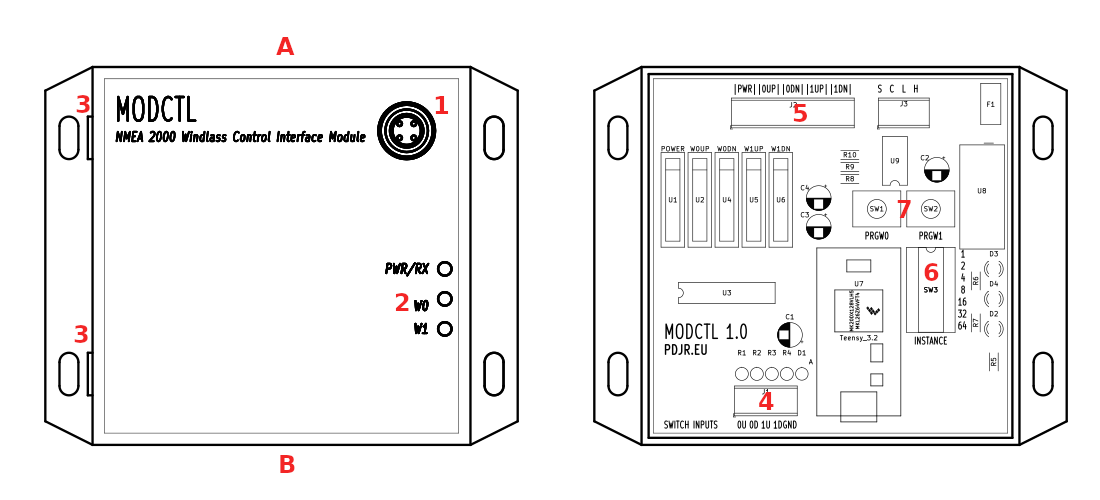 A
3
1
MODCTL
NMEA 2000 Windlass Control Interface Module
PWR/RX
2
W0
W1
3
B
|PWR||0UP||0DN||1UP||1DN|
S C L H
J2
5
J3
F1
POWER W0UP W0DN W1UP W1DN
R10
R9
R8
U9
C2
U1 U2 U4 U5 U6
C4
C3
SW1
7
SW2
U8
PRGW0
PRGW1
1
2
4
8
16
32
64
6
SW3
INSTANCE
D3
R6
D4
R7
D2
R5
U3
U7
MK20DX128VLH5
MKL26Z64VFT4
Teensy_3.2
C1
MODCTL 1.0
PDJR.EU
R1 R2 R3 R4 D1
A
J1
4
SWITCH INPUTS
0U 0D 1U 1DGND